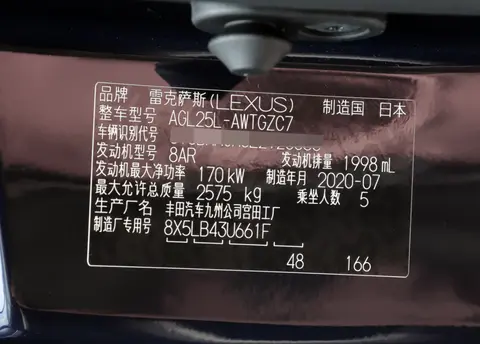 品牌 雷克萨斯(LEXUS) 制造国 日本
整车型号 AGL25L-AWTGZC7
车辆识别代号
发动机型号 8AR 发动机排量 1998 mL
发动机最大净功率 170 kW 制造年月 2020-07
最大允许总质量 2575 kg 乘坐人数 5
生产厂名 丰田汽车九州公司宫田工厂
制造厂专用号 8X5LB43U661F
48 166